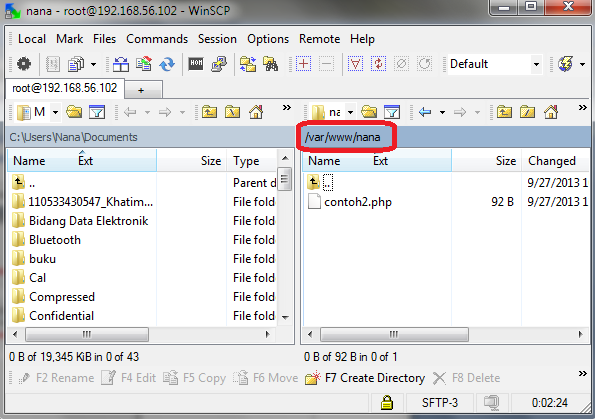 nana - root@192.168.56.102 - WinSCP
Local Mark Files Commands Session Options Remote Help
Default
root@192.168.56.102 +
M na
C:\Users\Nana\Documents /var/www/nana
Name Ext Size Type Name Ext Size Changed
.. Parent d .. 9/27/2013 1
110533430547_Khatim... File fold contoh2.php 92 B 9/27/2013 1
Bidang Data Elektronik File fold
Bluetooth File fold
buku File fold
Cal File fold
Compressed File fold
Confidential File fold
0 B of 19,345 KiB in 0 of 43 0 B of 92 B in 0 of 1
F2 Rename F4 Edit F5 Copy F6 Move F7 Create Directory F8 Delete
SFTP-3 0:02:24